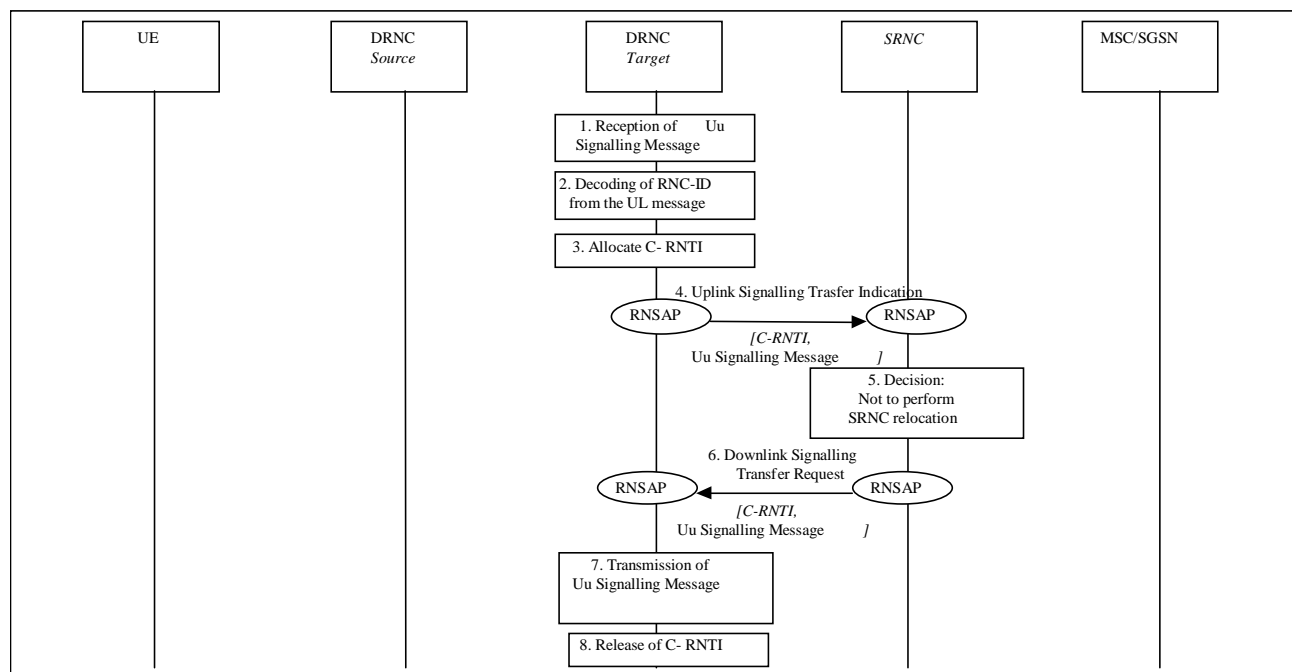 UE
DRNC
Source
DRNC
Target
SRNC
MSC/SGSN
1. Reception of Uu
Signalling Message
2. Decoding of RNC-ID
from the UL message
3. Allocate C- RNTI
4. Uplink Signalling Trasfer Indication
RNSAP
RNSAP
[C-RNTI,
Uu Signalling Message ]
5. Decision:
Not to perform
SRNC relocation
6. Downlink Signalling
Transfer Request
RNSAP
RNSAP
[C-RNTI,
Uu Signalling Message ]
7. Transmission of
Uu Signalling Message
8. Release of C- RNTI